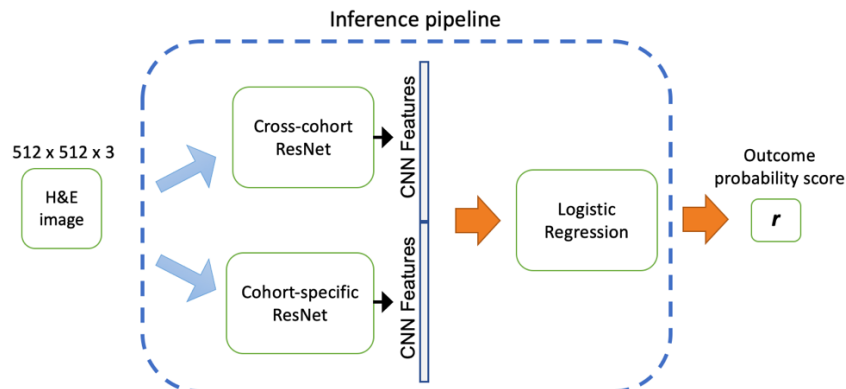 Inference pipeline
512 x 512 x 3
H&E
image
Cross-cohort
ResNet
CNN Features
Cohort-specific
ResNet
CNN Features
Logistic
Regression
Outcome
probability score
r